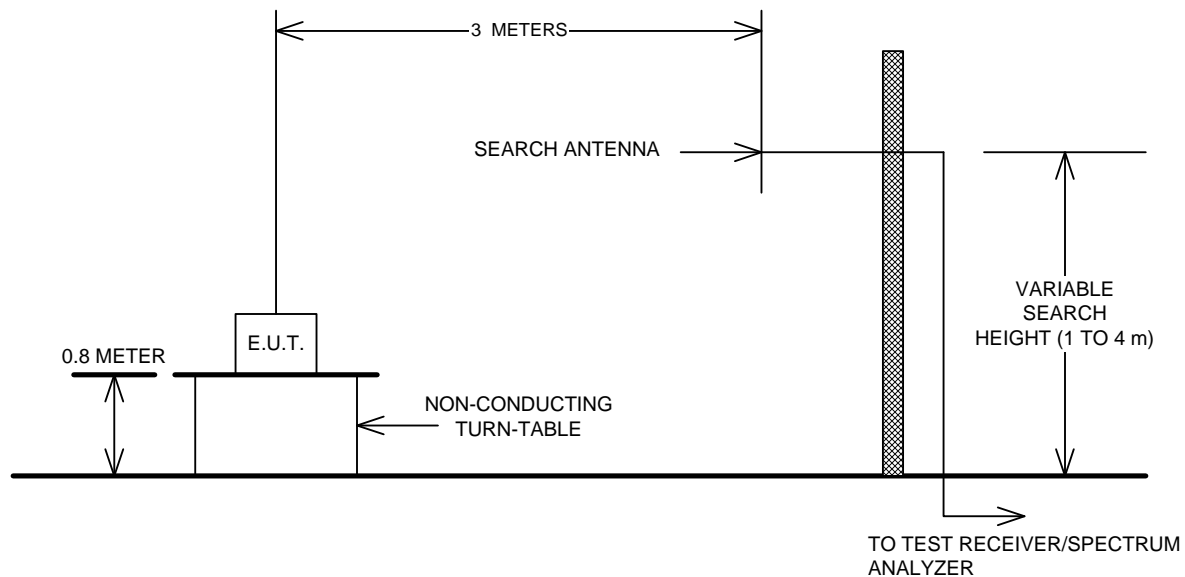 3 METERS
SEARCH ANTENNA
VARIABLE
SEARCH
HEIGHT (1 TO 4 m)
E.U.T.
0.8 METER
NON-CONDUCTING
TURN-TABLE
TO TEST RECEIVER/SPECTRUM
ANALYZER